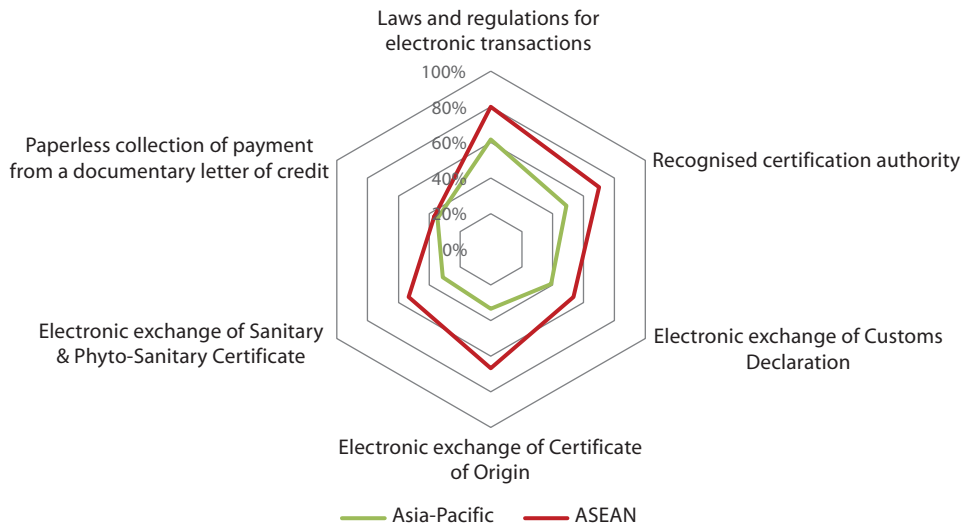 Laws and regulations for
electronic transactions
100%
80%
60%
40%
20%
0%
Recognised certification authority
Electronic exchange of Customs
Declaration
Electronic exchange of Certificate
of Origin
Electronic exchange of Sanitary
& Phyto-Sanitary Certificate
Paperless collection of payment
from a documentary letter of credit
Asia-Pacific
ASEAN